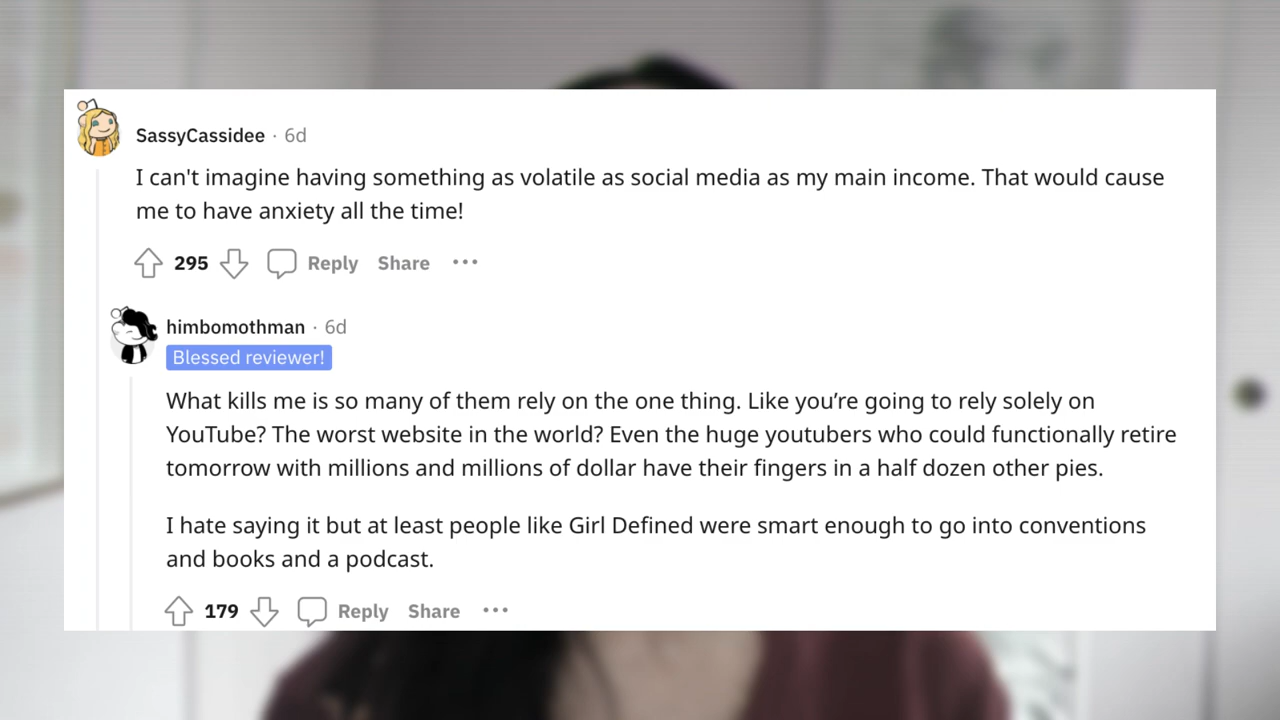 SassyCassidee · 6d
I can't imagine having something as volatile as social media as my main income. That would cause
me to have anxiety all the time!
295 Reply Share ···
himbomothman · 6d
Blessed reviewer!
What kills me is so many of them rely on the one thing. Like you’re going to rely solely on
YouTube? The worst website in the world? Even the huge youtubers who could functionally retire
tomorrow with millions and millions of dollar have their fingers in a half dozen other pies.
I hate saying it but at least people like Girl Defined were smart enough to go into conventions
and books and a podcast.
179 Reply Share ···